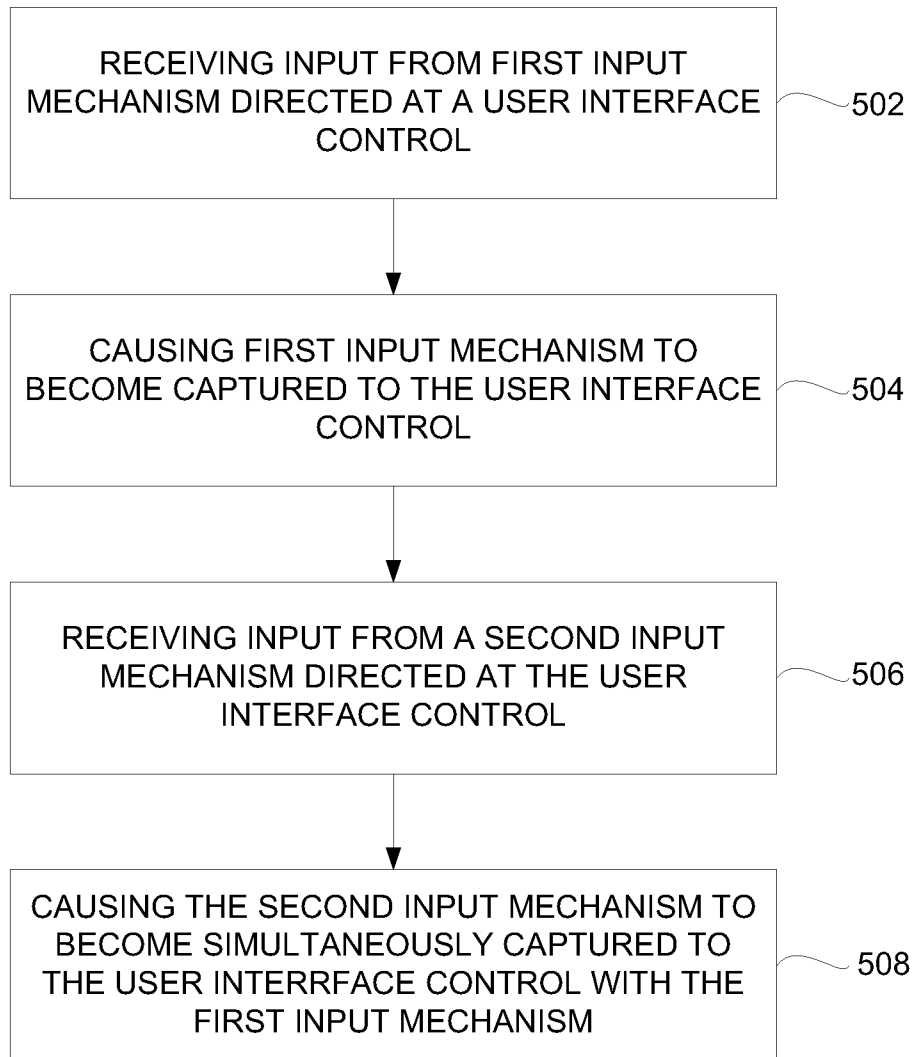 RECEIVING INPUT FROM FIRST INPUT
MECHANISM DIRECTED AT A USER INTERFACE
CONTROL
502
CAUSING FIRST INPUT MECHANISM TO
BECOME CAPTURED TO THE USER INTERFACE
CONTROL
504
RECEIVING INPUT FROM A SECOND INPUT
MECHANISM DIRECTED AT THE USER
INTERFACE CONTROL
506
CAUSING THE SECOND INPUT MECHANISM TO
BECOME SIMULTANEOUSLY CAPTURED TO
THE USER INTERRFACE CONTROL WITH THE
FIRST INPUT MECHANISM
508